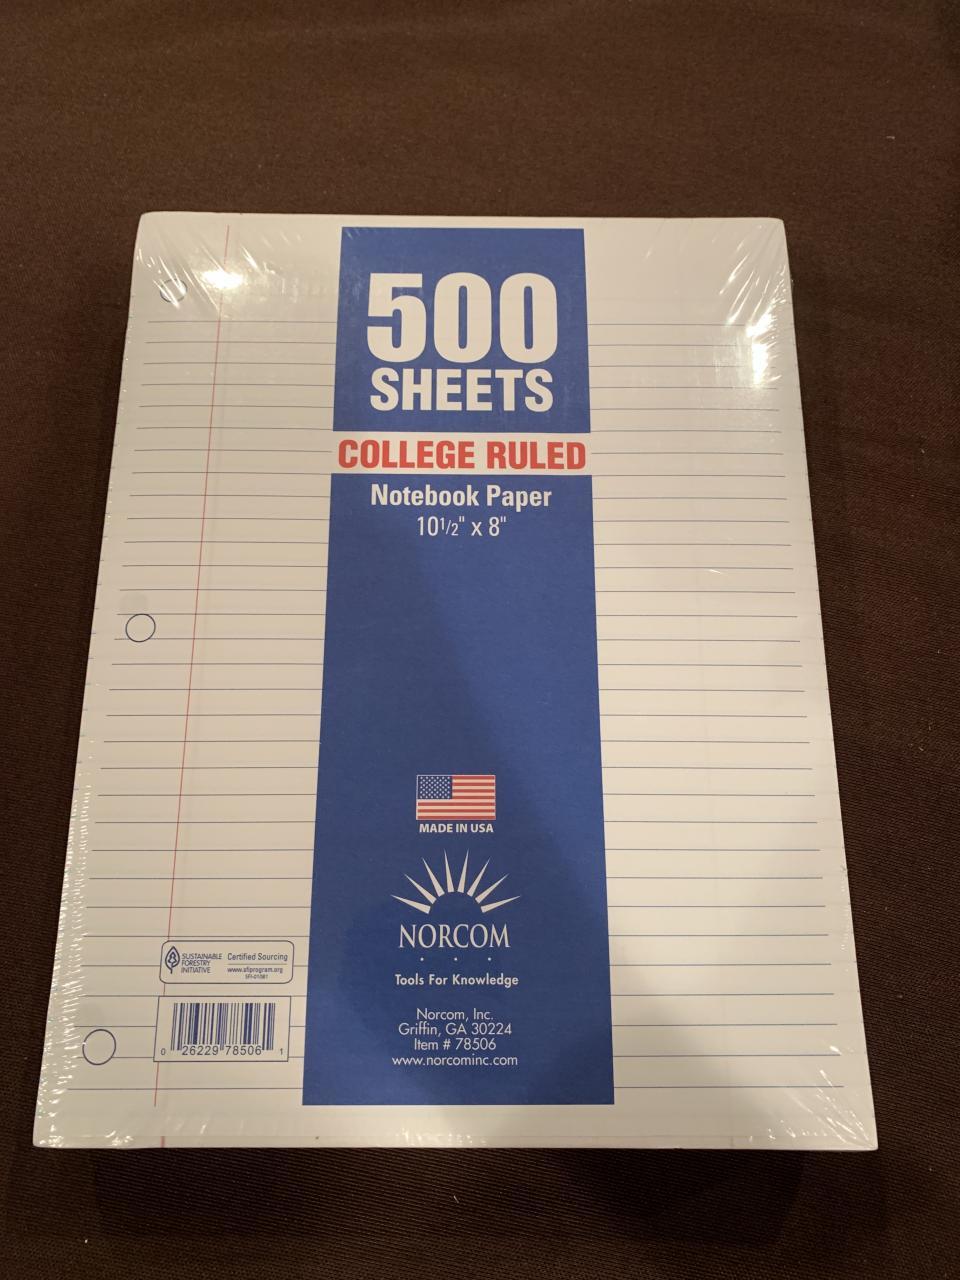 500
SHEETS
COLLEGE RULED
Notebook Paper
10 1/2" x 8"
MADE IN USA
NORCOM
Tools For Knowledge
Norcom, Inc.
Griffin, GA 30224
Item # 78506
www.norcominc.com
SUSTAINABLE
FORESTRY
INITIATIVE
Certified Sourcing
www.sfiprogram.org
SFI-01081
0 26229 78506 1